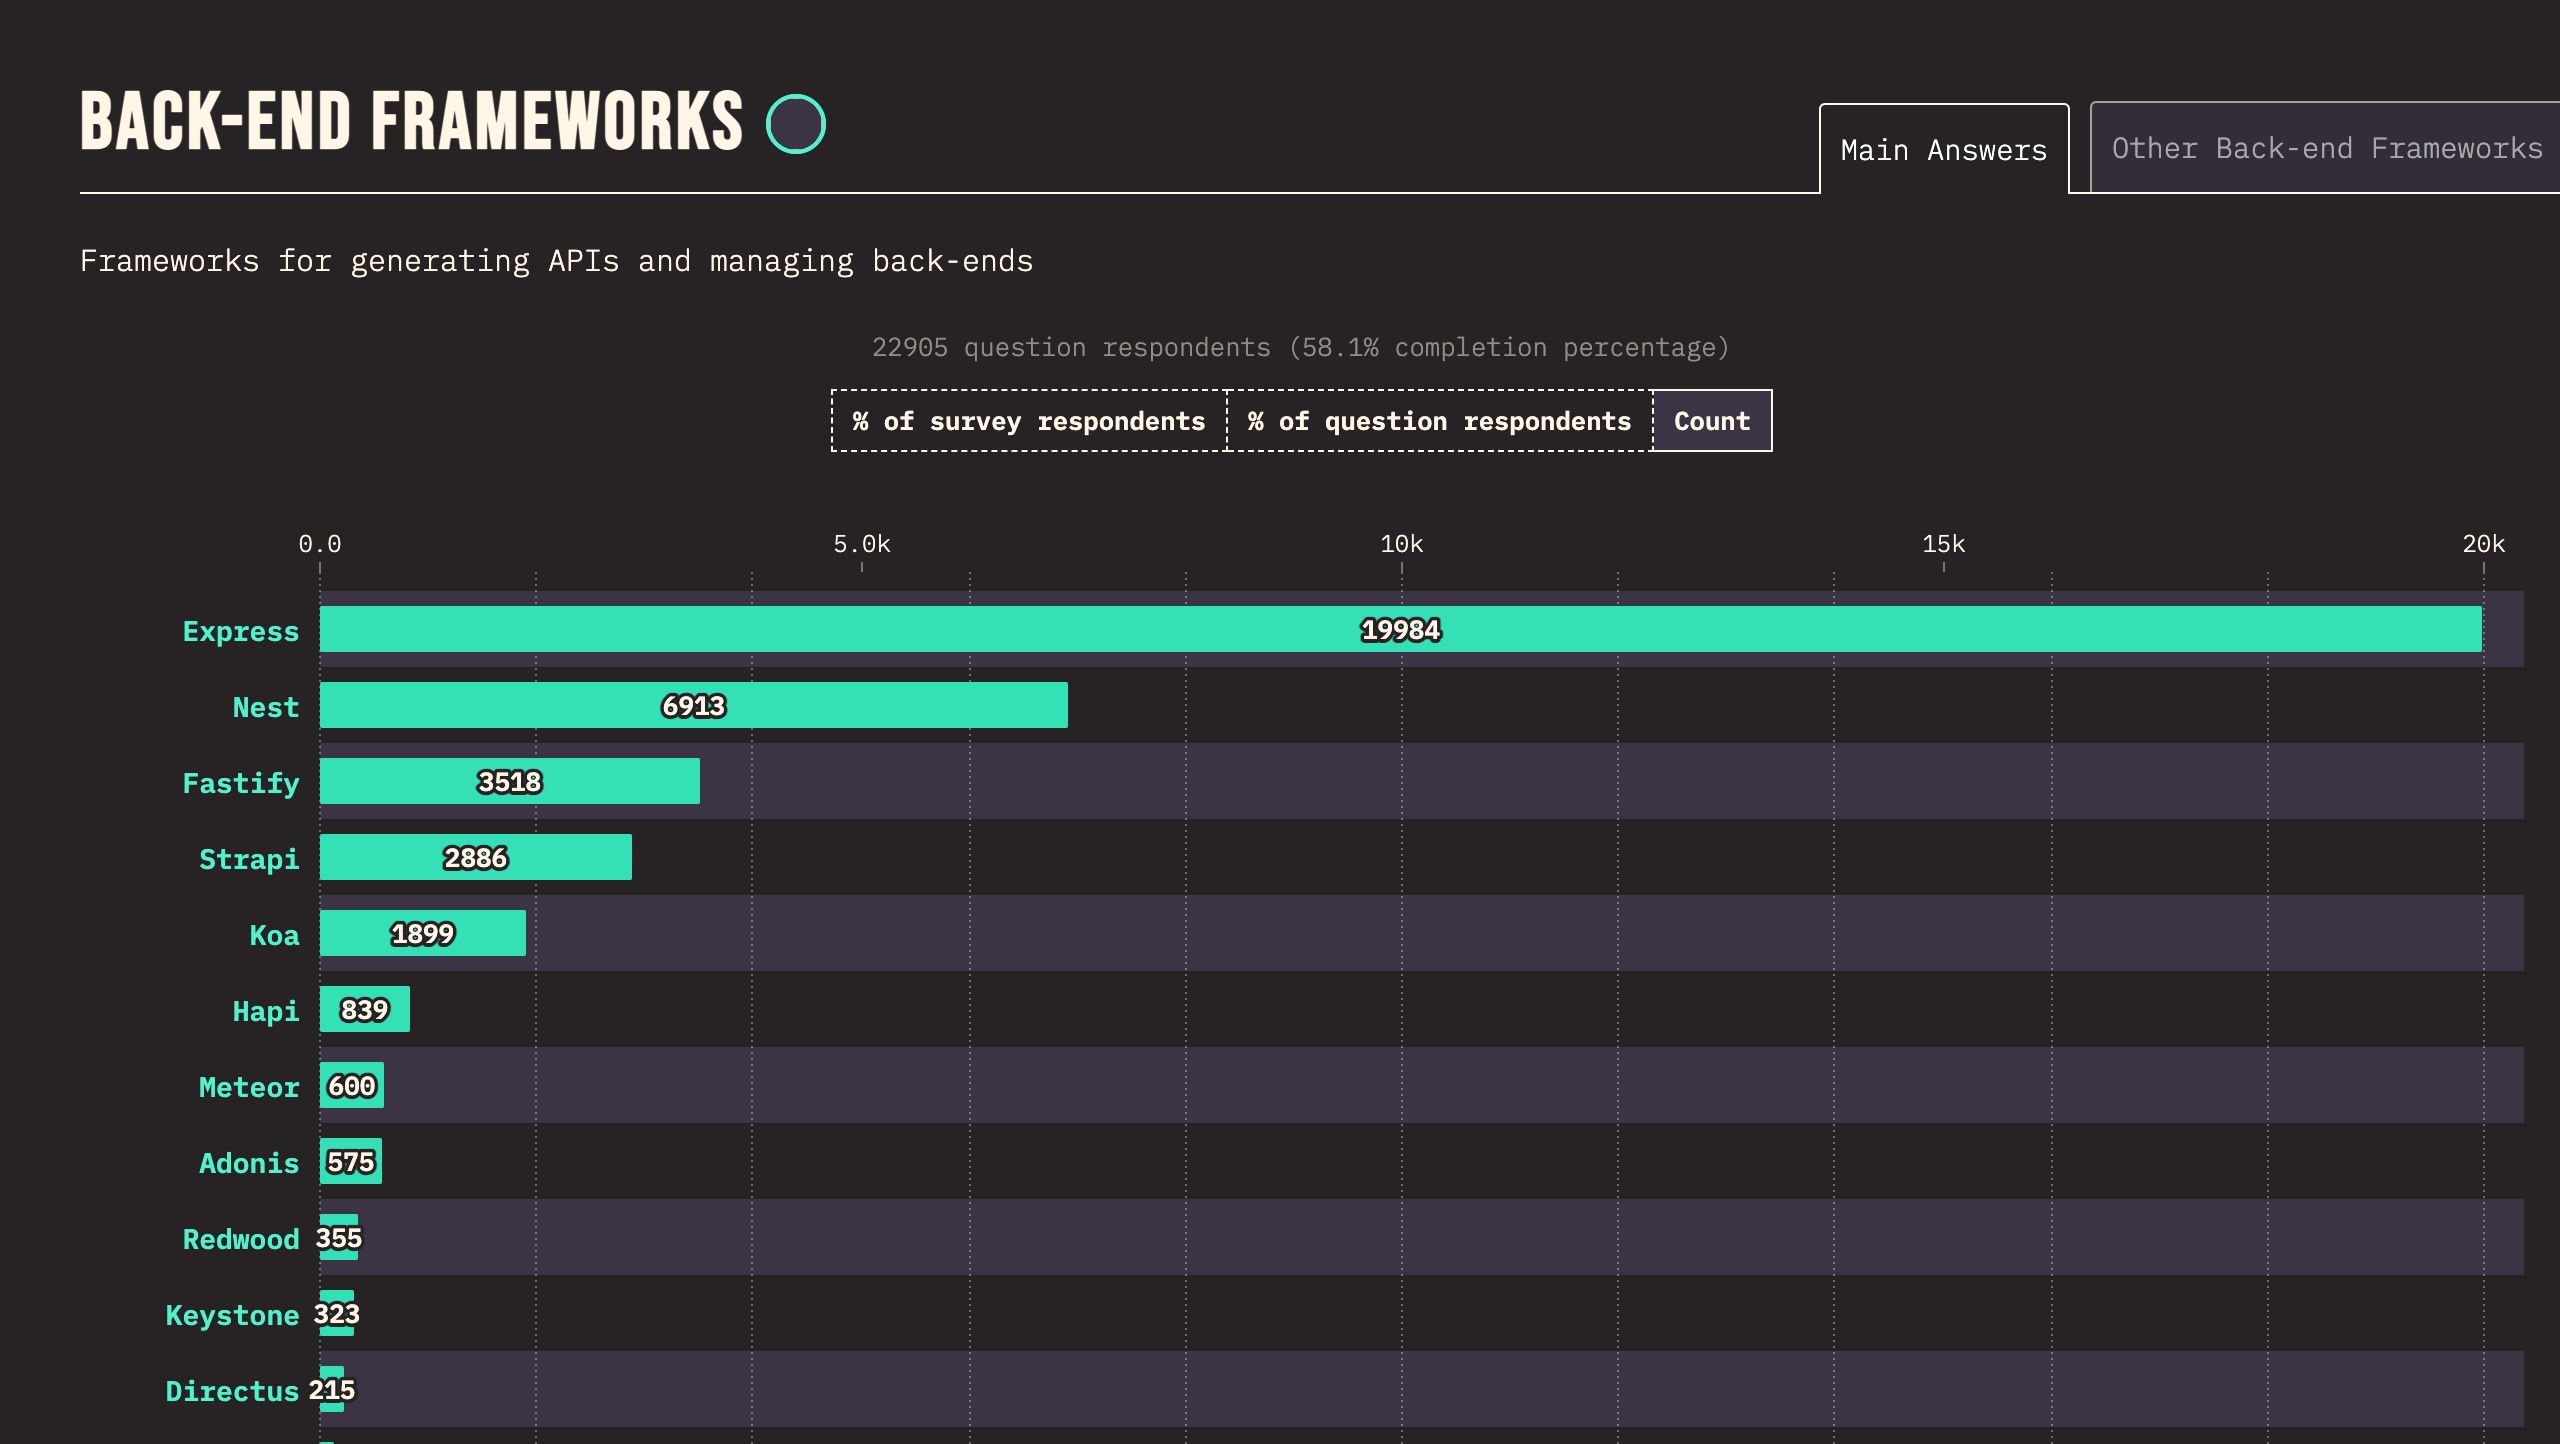 BACK-END FRAMEWORKS
Main Answers
Other Back-end Frameworks
Frameworks for generating APIs and managing back-ends
22905 question respondents (58.1% completion percentage)
% of survey respondents
% of question respondents
Count
0.0 5.0k 10k 15k 20k
Express 19984
Nest 6913
Fastify 3518
Strapi 2886
Koa 1899
Hapi 839
Meteor 600
Adonis 575
Redwood 355
Keystone 323
Directus 215